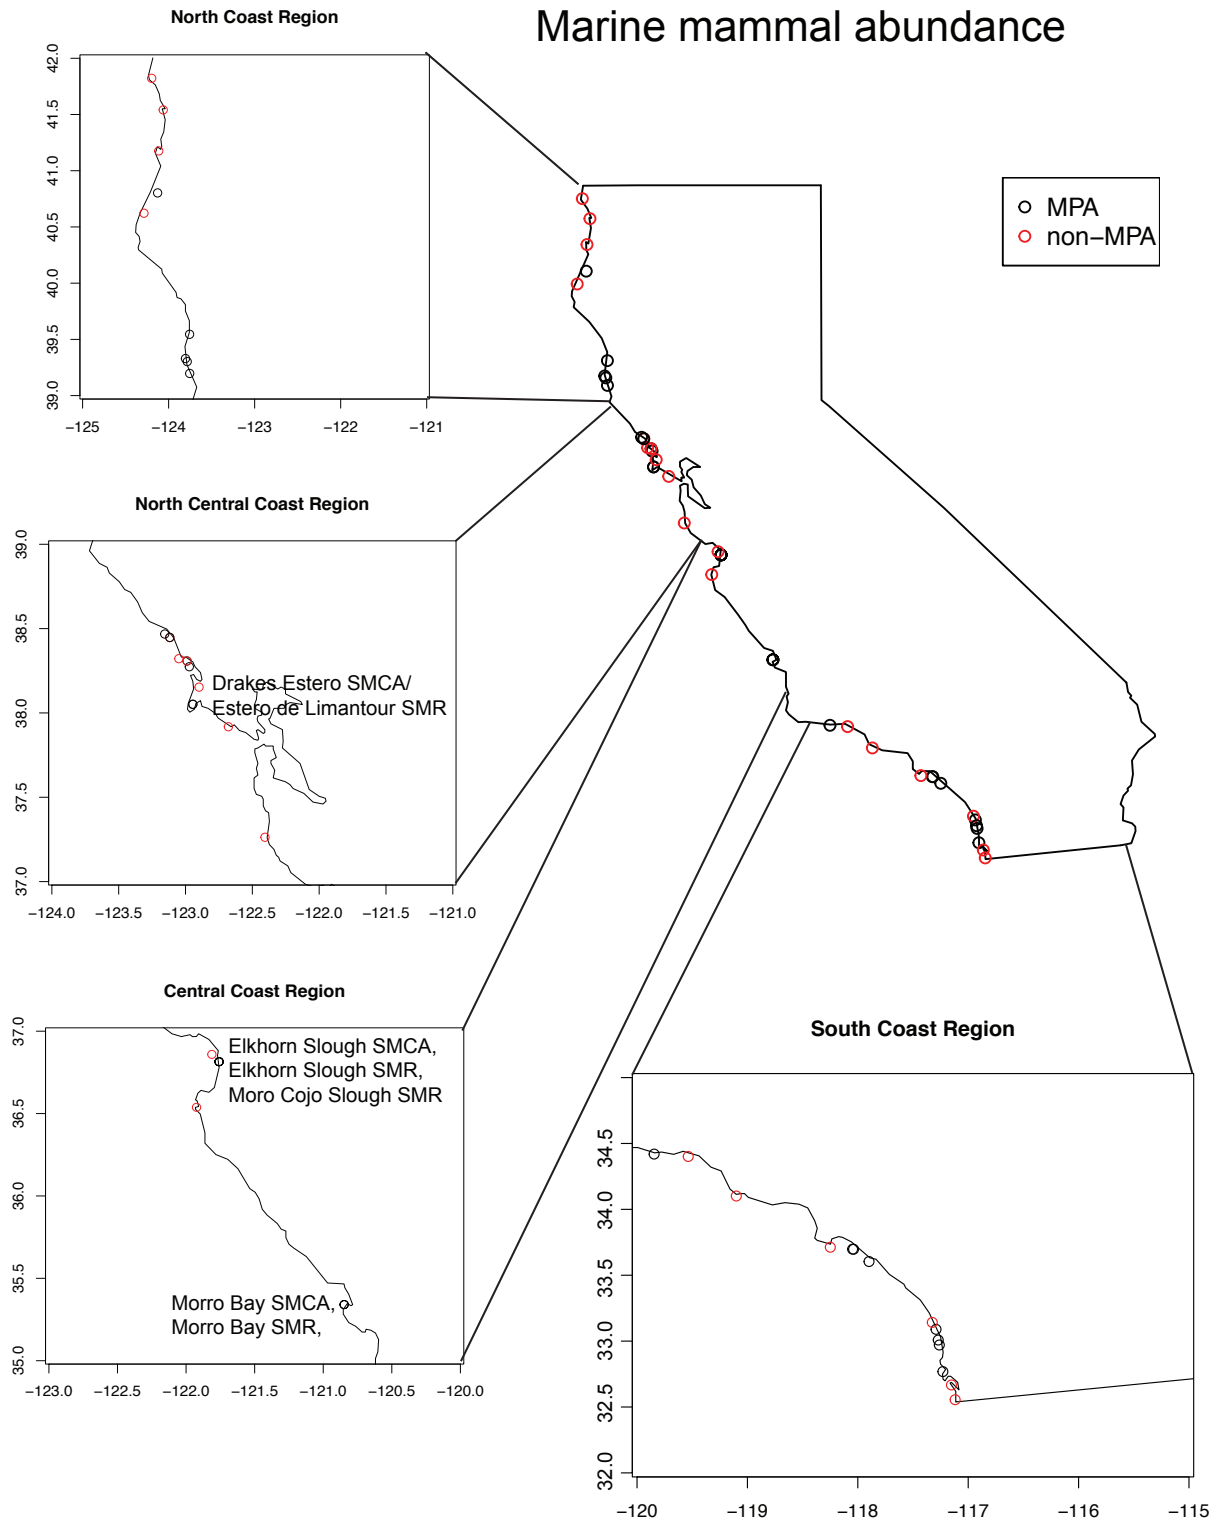 Marine mammal abundance
North Coast Region
42.0
41.5
41.0
40.5
40.0
39.5
39.0
−125 −124 −123 −122 −121
MPA
non−MPA
North Central Coast Region
39.0
38.5
38.0
37.5
37.0
Drakes Estero SMCA/
Estero de Limantour SMR
−124.0 −123.5 −123.0 −122.5 −122.0 −121.5 −121.0
Central Coast Region
37.0
36.5
36.0
35.5
35.0
Elkhorn Slough SMCA,
Elkhorn Slough SMR,
Moro Cojo Slough SMR
Morro Bay SMCA,
Morro Bay SMR,
−123.0 −122.5 −122.0 −121.5 −121.0 −120.5 −120.0
South Coast Region
34.5
34.0
33.5
33.0
32.5
32.0
−120 −119 −118 −117 −116 −115